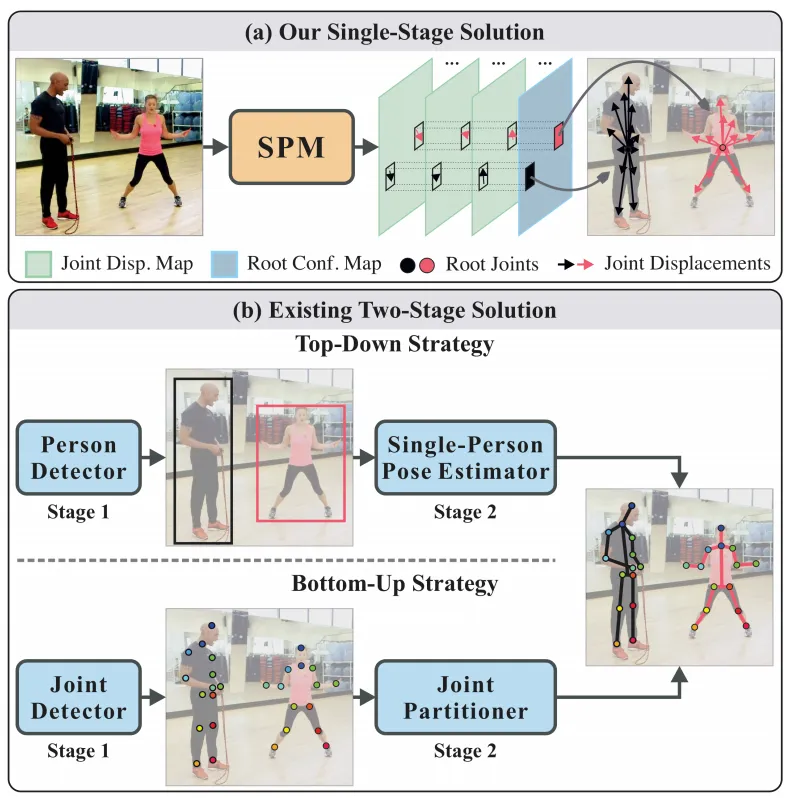 (a) Our Single-Stage Solution
SPM
... ... ...
Joint Disp. Map
Root Conf. Map
Root Joints
Joint Displacements
(b) Existing Two-Stage Solution
Top-Down Strategy
Person
Detector
Stage 1
Single-Person
Pose Estimator
Stage 2
Bottom-Up Strategy
Joint
Detector
Stage 1
Joint
Partitioner
Stage 2